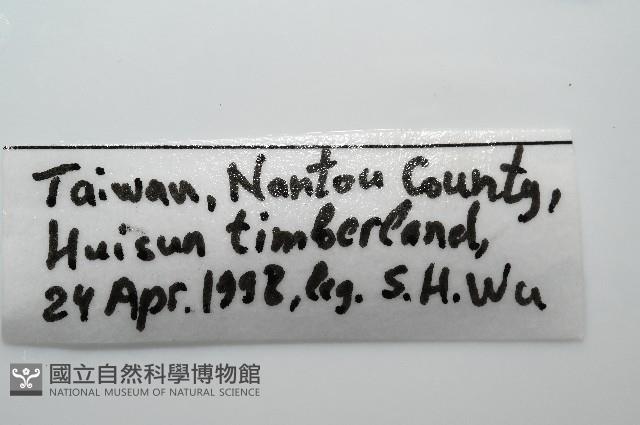 Taiwan, Nantou County,
Huisun timberland,
24 Apr. 1998, leg. S.H. Wu
國立自然科學博物館
NATIONAL MUSEUM OF NATURAL SCIENCE